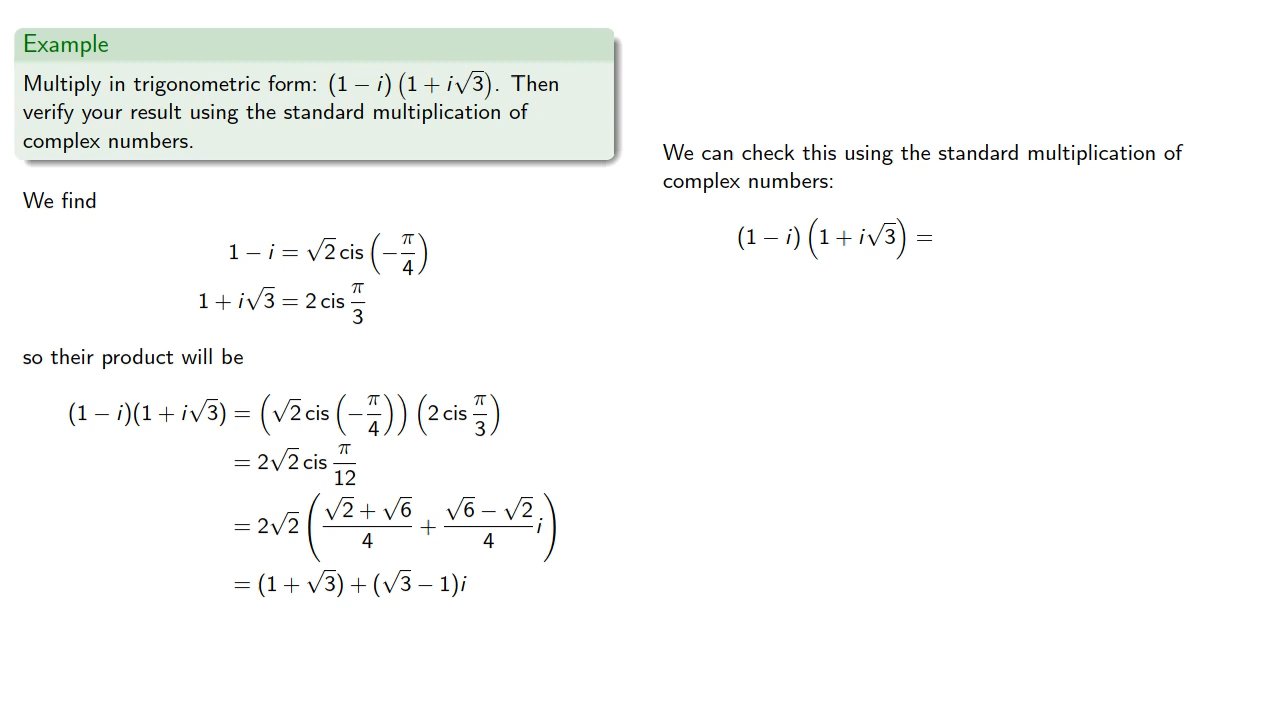 Example
Multiply in trigonometric form: (1 − i) (1 + i√3). Then
verify your result using the standard multiplication of
complex numbers.
We find
1 − i = √2 cis (−π/4)
1 + i√3 = 2 cis π/3
so their product will be
(1 − i)(1 + i√3) = (√2 cis (−π/4)) (2 cis π/3)
= 2√2 cis π/12
= 2√2 ((√2 + √6)/4 + (√6 − √2)/4 i)
= (1 + √3) + (√3 − 1)i
We can check this using the standard multiplication of
complex numbers:
(1 − i) (1 + i√3) =